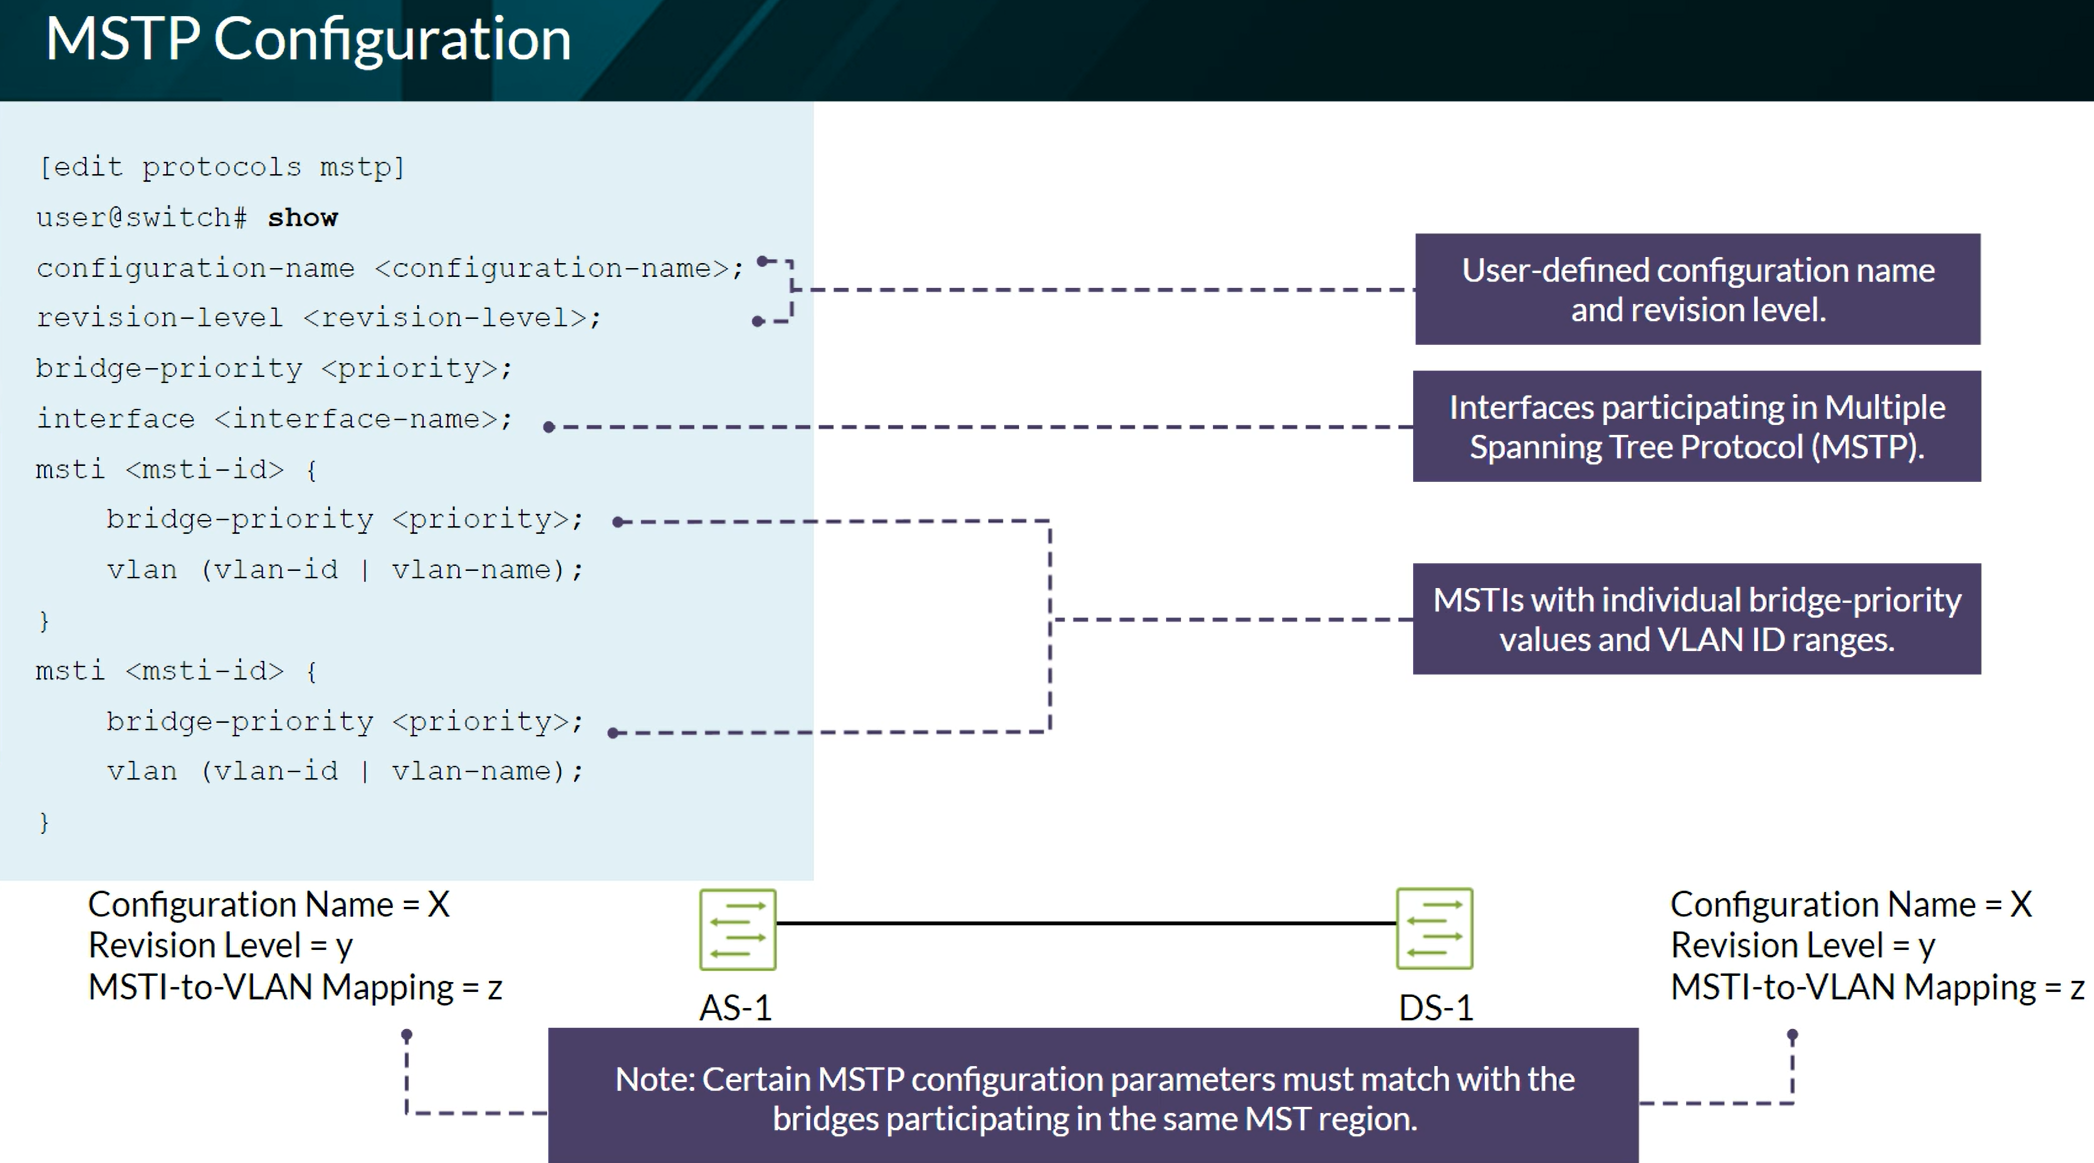 MSTP Configuration
[edit protocols mstp]
user@switch# show
configuration-name <configuration-name>;
revision-level <revision-level>;
bridge-priority <priority>;
interface <interface-name>;
msti <msti-id> {
bridge-priority <priority>;
vlan (vlan-id | vlan-name);
}
msti <msti-id> {
bridge-priority <priority>;
vlan (vlan-id | vlan-name);
}
User-defined configuration name
and revision level.
Interfaces participating in Multiple
Spanning Tree Protocol (MSTP).
MSTIs with individual bridge-priority
values and VLAN ID ranges.
Configuration Name = X
Revision Level = y
MSTI-to-VLAN Mapping = z
AS-1
DS-1
Configuration Name = X
Revision Level = y
MSTI-to-VLAN Mapping = z
Note: Certain MSTP configuration parameters must match with the
bridges participating in the same MST region.